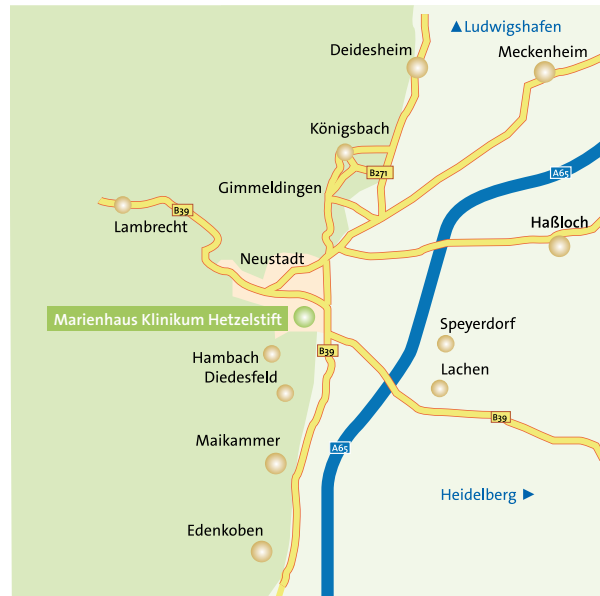 ▲Ludwigshafen
Deidesheim
Meckenheim
Königsbach
B271
A65
Gimmeldingen
B39
Lambrecht
Haßloch
Neustadt
Marienhaus Klinikum Hetzelstift
Speyerdorf
B39
Hambach
Lachen
Diedesfeld
B39
Maikammer
A65
Heidelberg ►
Edenkoben